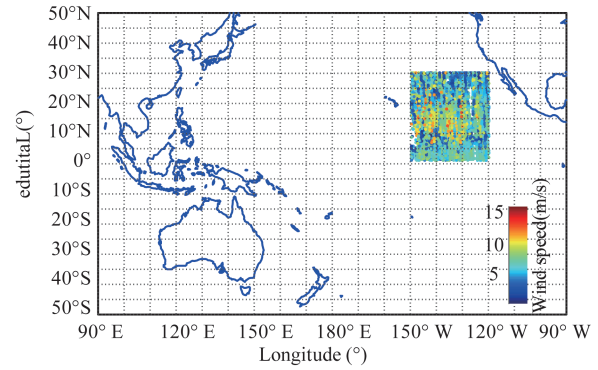 50°N
40°N
30°N
20°N
10°N
0°
10°S
20°S
30°S
40°S
50°S
edutitaL(°)
90° E
120° E
150° E
180° W
150° W
120° W
90° W
Longitude (°)
15
10
5
Wind speed(m/s)